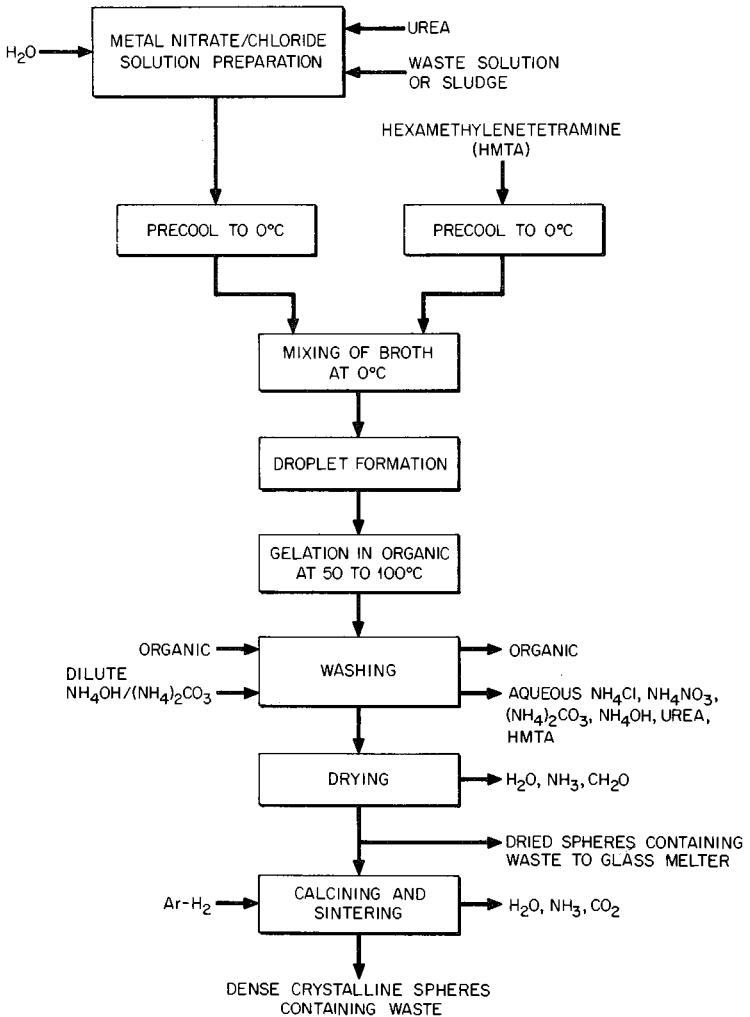 H₂O
METAL NITRATE/CHLORIDE
SOLUTION PREPARATION
UREA
WASTE SOLUTION
OR SLUDGE
HEXAMETHYLENETETRAMINE
(HMTA)
PRECOOL TO 0°C
PRECOOL TO 0°C
MIXING OF BROTH
AT 0°C
DROPLET FORMATION
GELATION IN ORGANIC
AT 50 TO 100°C
ORGANIC
DILUTE
NH₄OH/(NH₄)₂CO₃
WASHING
ORGANIC
AQUEOUS NH₄Cl, NH₄NO₃,
(NH₄)₂CO₃, NH₄OH, UREA,
HMTA
DRYING
H₂O, NH₃, CH₂O
DRIED SPHERES CONTAINING
WASTE TO GLASS MELTER
Ar-H₂
CALCINING AND
SINTERING
H₂O, NH₃, CO₂
DENSE CRYSTALLINE SPHERES
CONTAINING WASTE